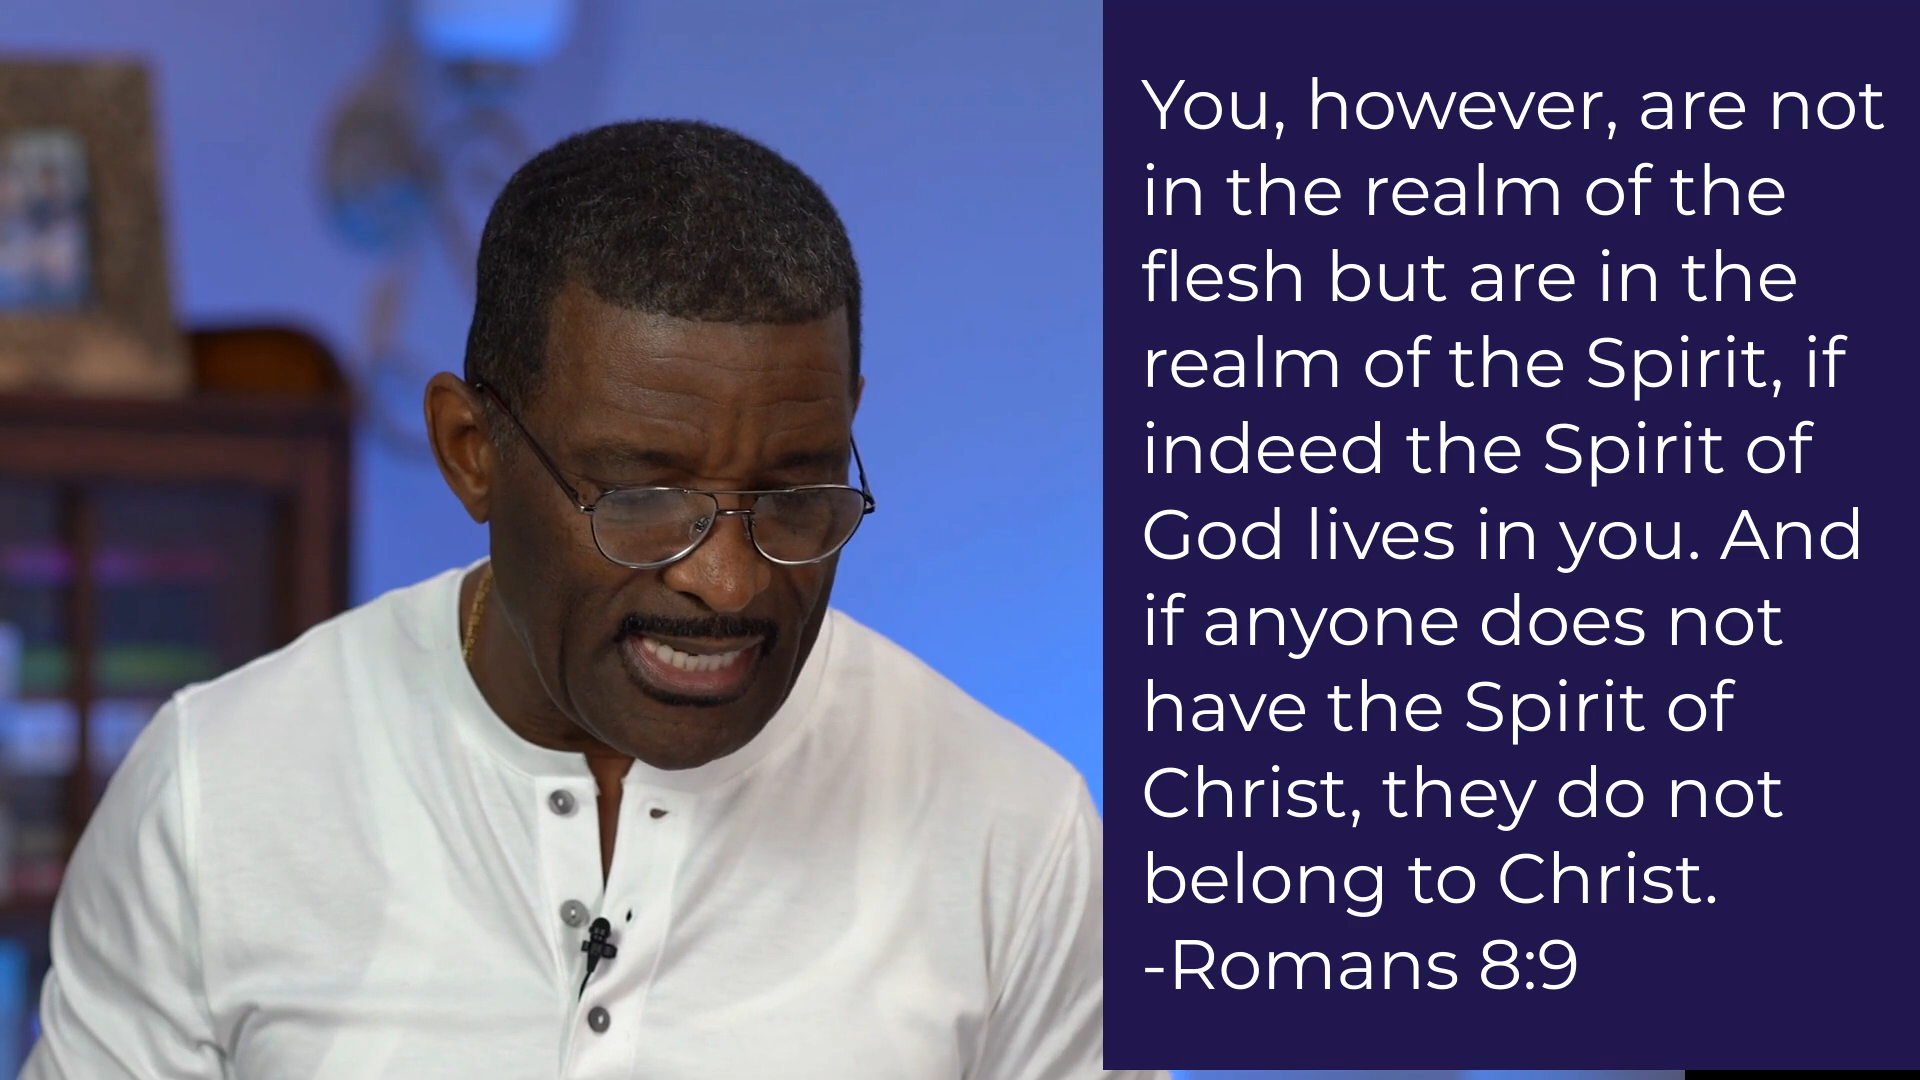 You, however, are not
in the realm of the
flesh but are in the
realm of the Spirit, if
indeed the Spirit of
God lives in you. And
if anyone does not
have the Spirit of
Christ, they do not
belong to Christ.
-Romans 8:9